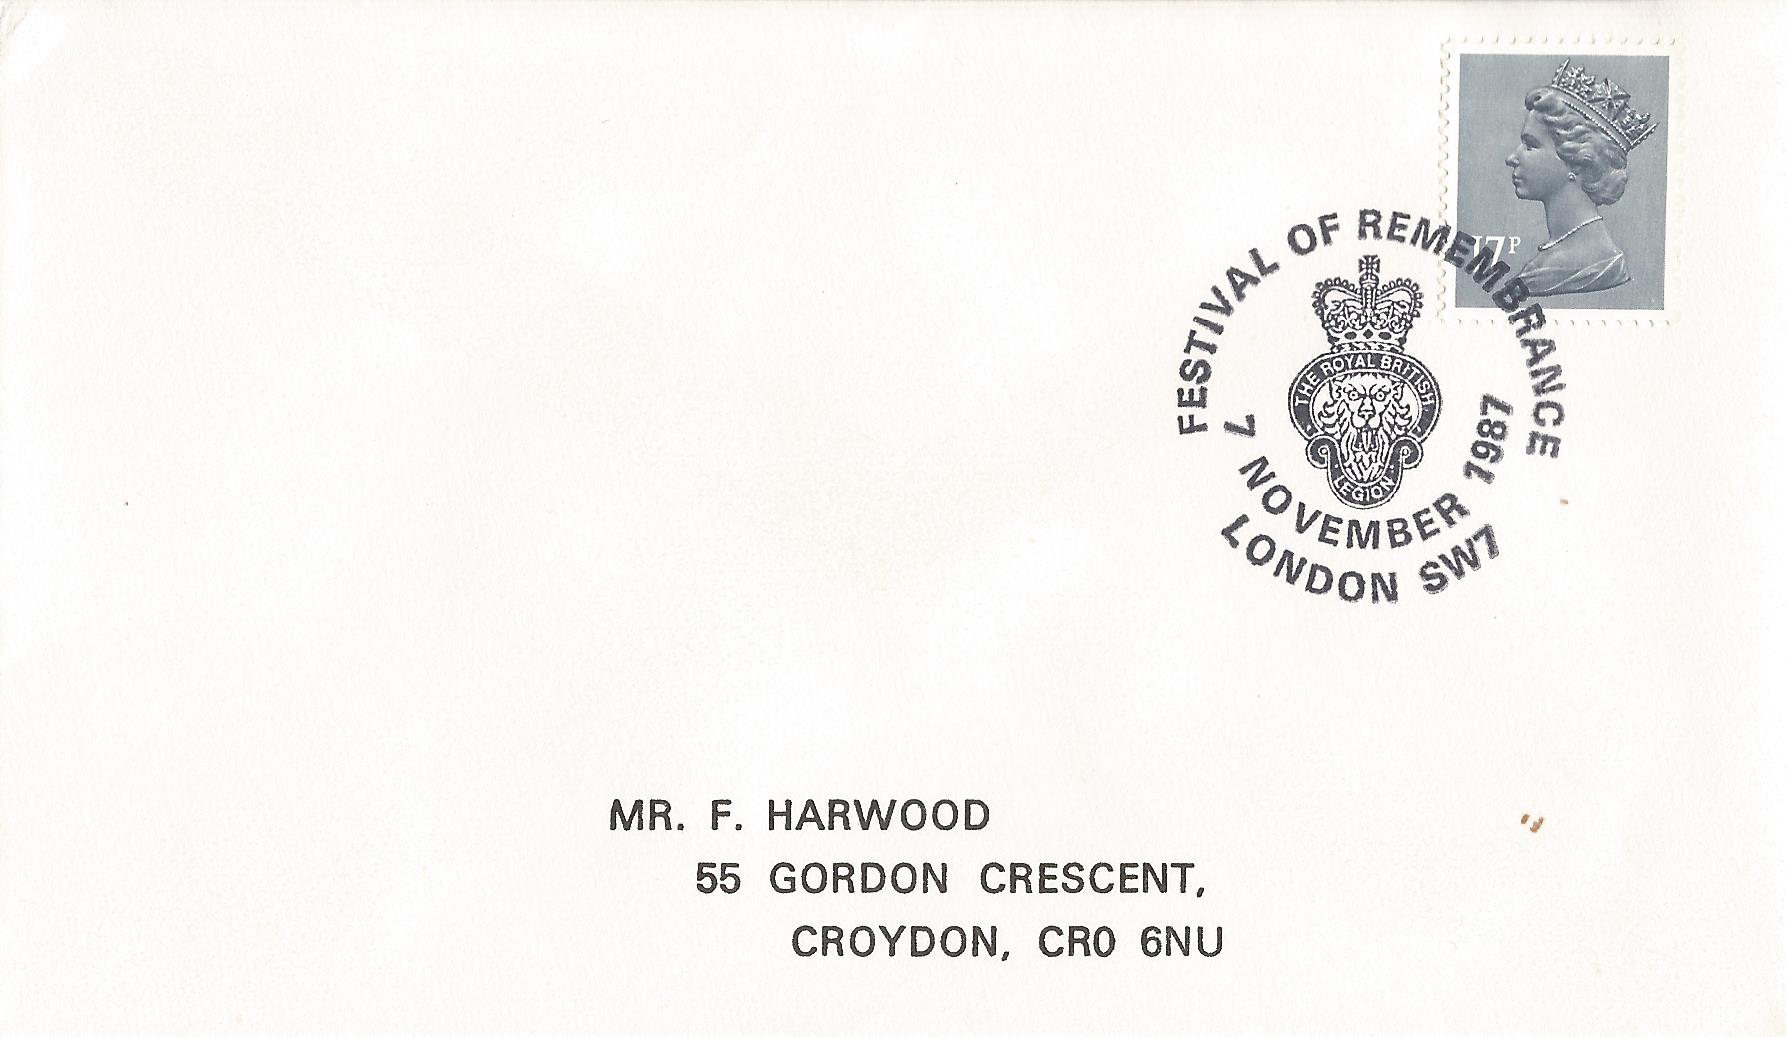 17P
FESTIVAL OF REMEMBRANCE
THE ROYAL BRITISH
LEGION
7 NOVEMBER 1987
LONDON SW7
MR. F. HARWOOD
55 GORDON CRESCENT,
CROYDON, CR0 6NU